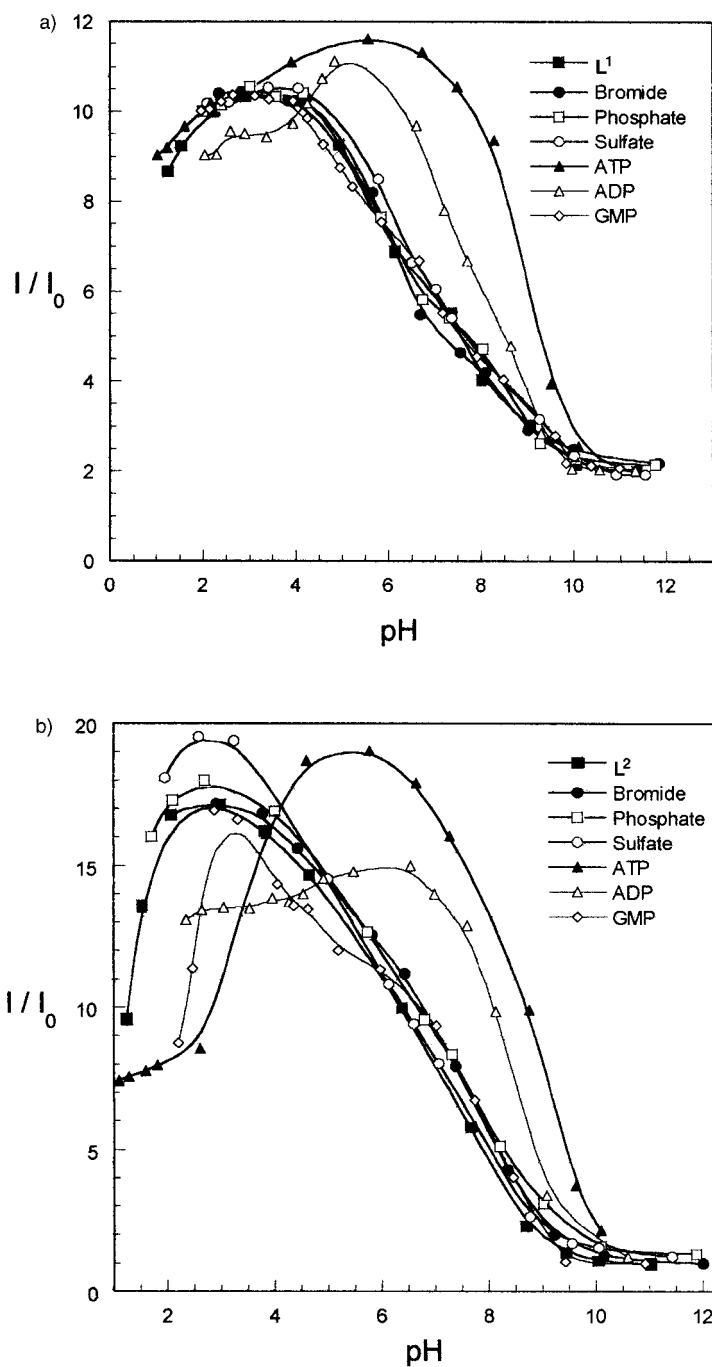 a)
12
10
8
6
4
2
0
I / I0
0 2 4 6 8 10 12
pH
L1
Bromide
Phosphate
Sulfate
ATP
ADP
GMP
b)
20
15
10
5
0
I / I0
2 4 6 8 10 12
pH
L2
Bromide
Phosphate
Sulfate
ATP
ADP
GMP